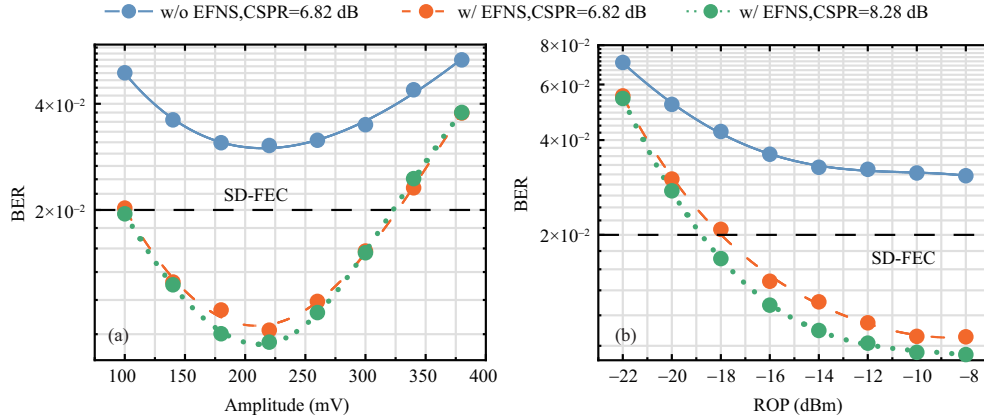 w/o EFNS,CSPR=6.82 dB w/ EFNS,CSPR=6.82 dB w/ EFNS,CSPR=8.28 dB
4×10⁻²
2×10⁻²
BER
SD-FEC
(a)
100 150 200 250 300 350 400
Amplitude (mV)
8×10⁻²
6×10⁻²
4×10⁻²
2×10⁻²
BER
SD-FEC
(b)
−22 −20 −18 −16 −14 −12 −10 −8
ROP (dBm)